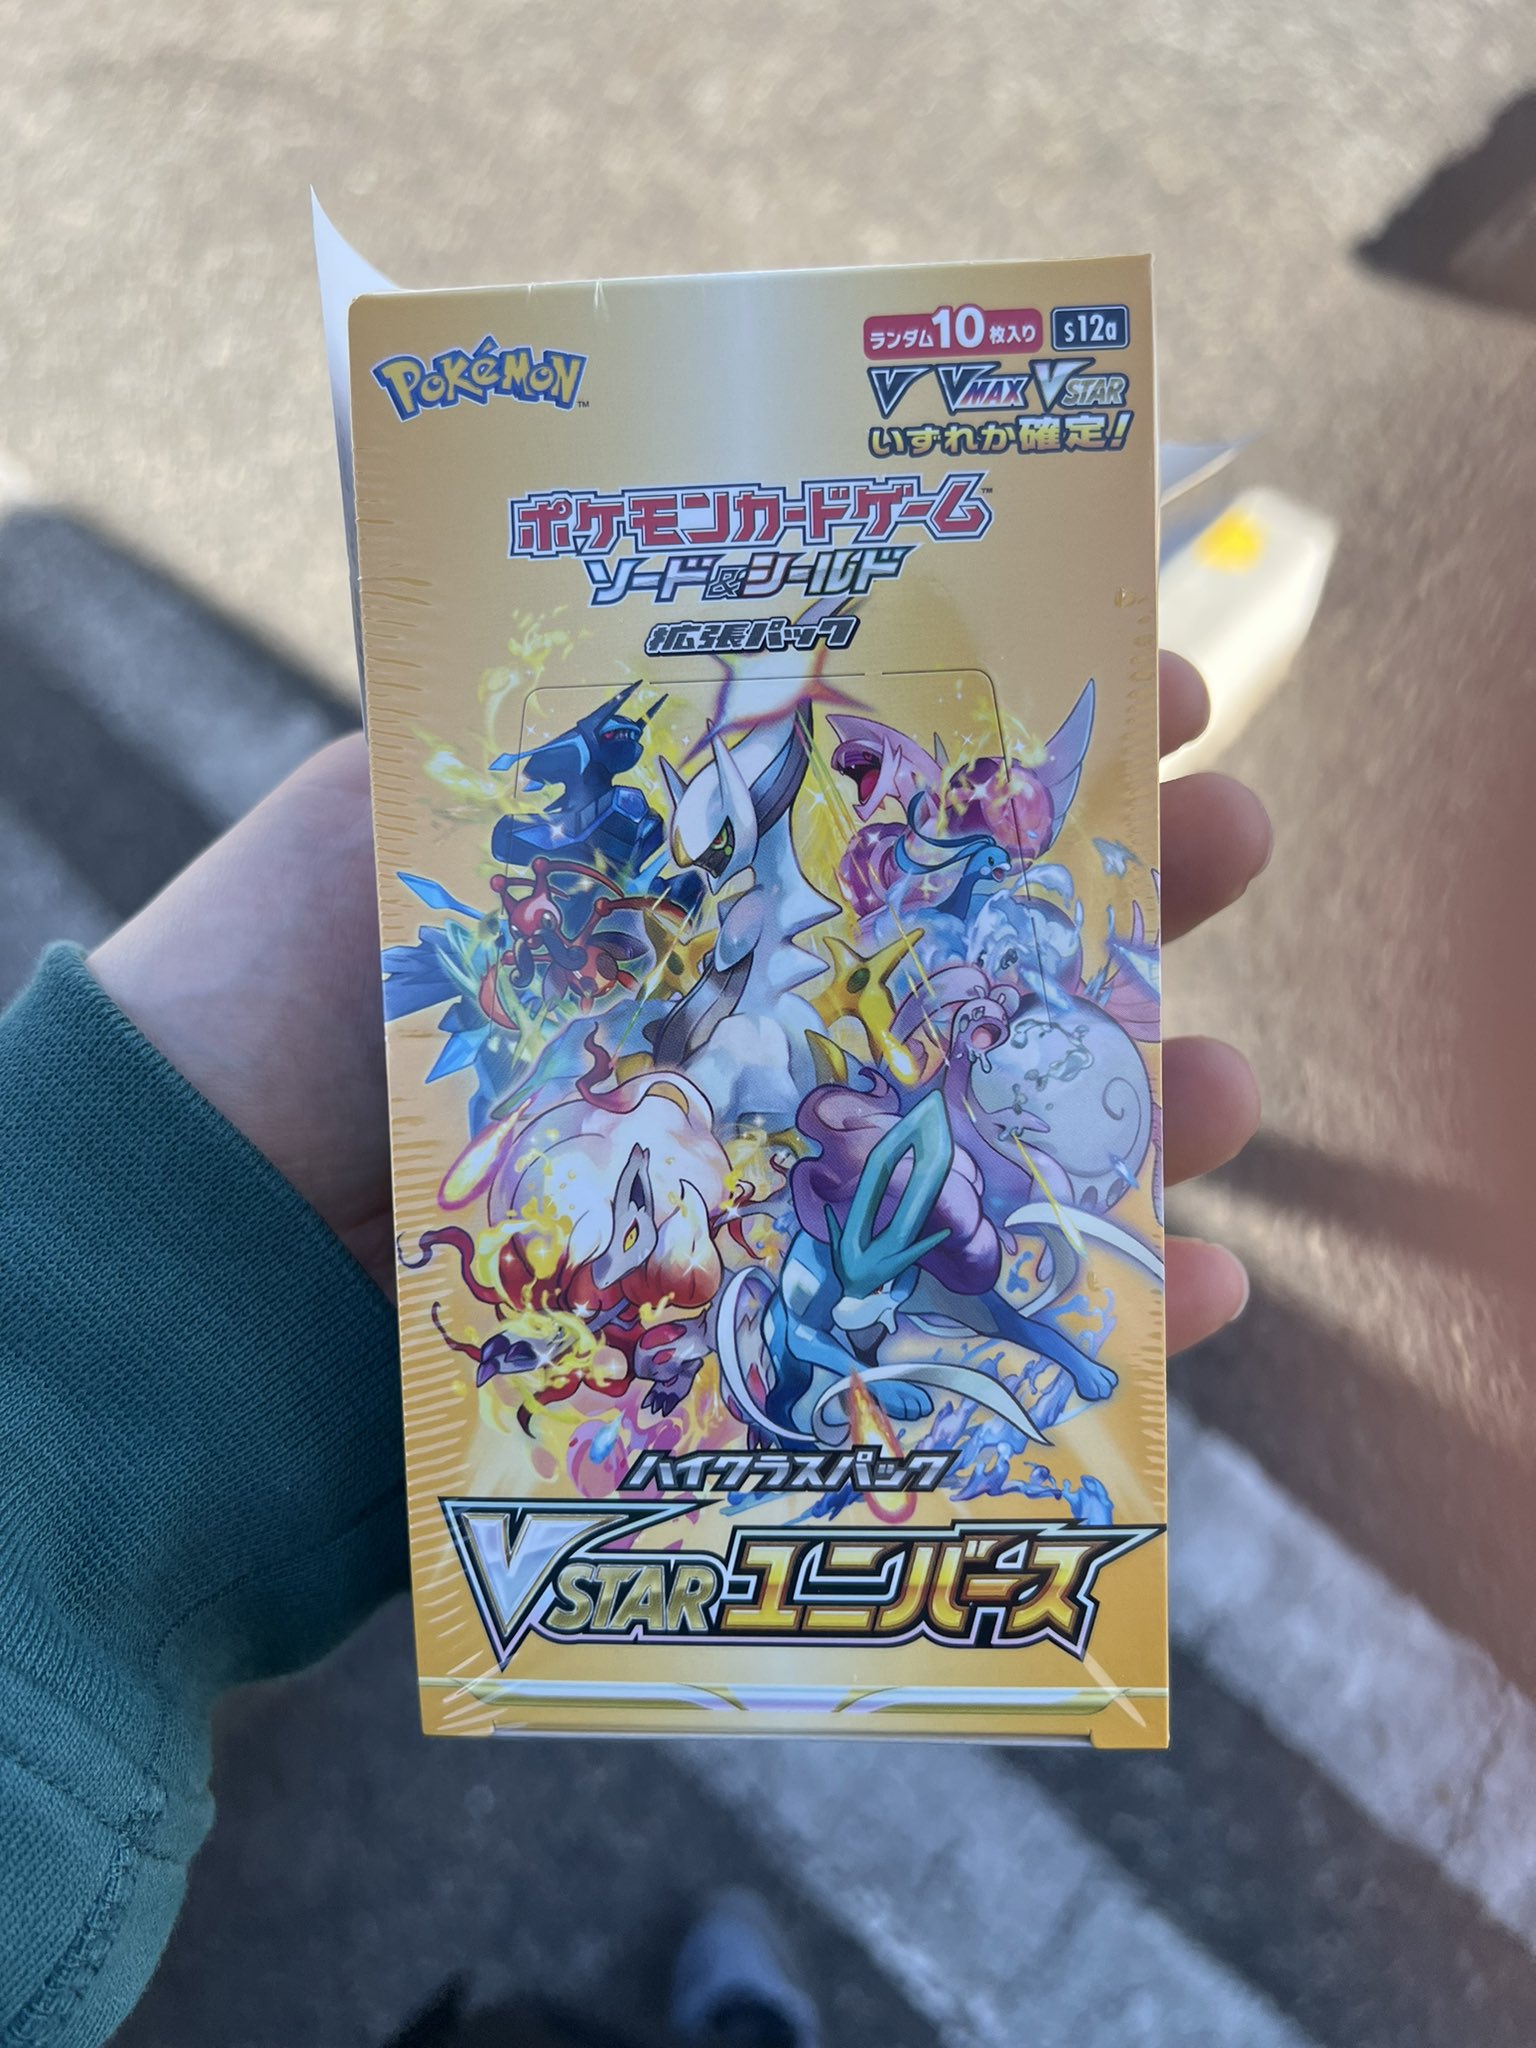 POKéMON™
ランダム10枚入り s12a
V VMAX VSTAR
いずれか確定!
ポケモンカードゲーム™
ソード&シールド
拡張パック
ハイクラスパック
VSTARユニバース